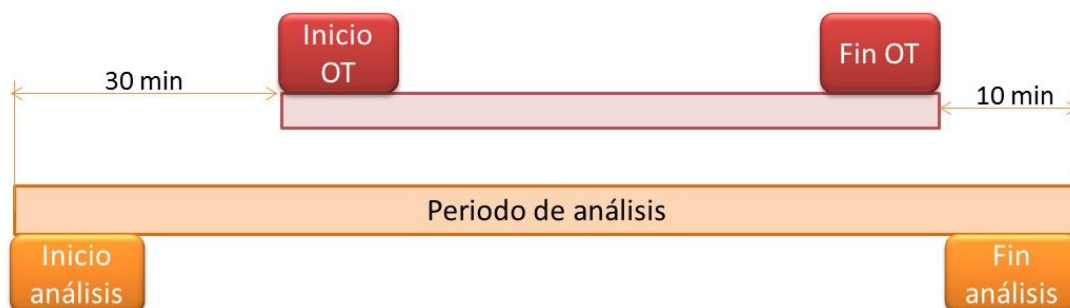 Inicio
OT
Fin OT
30 min
10 min
Periodo de análisis
Inicio
análisis
Fin
análisis